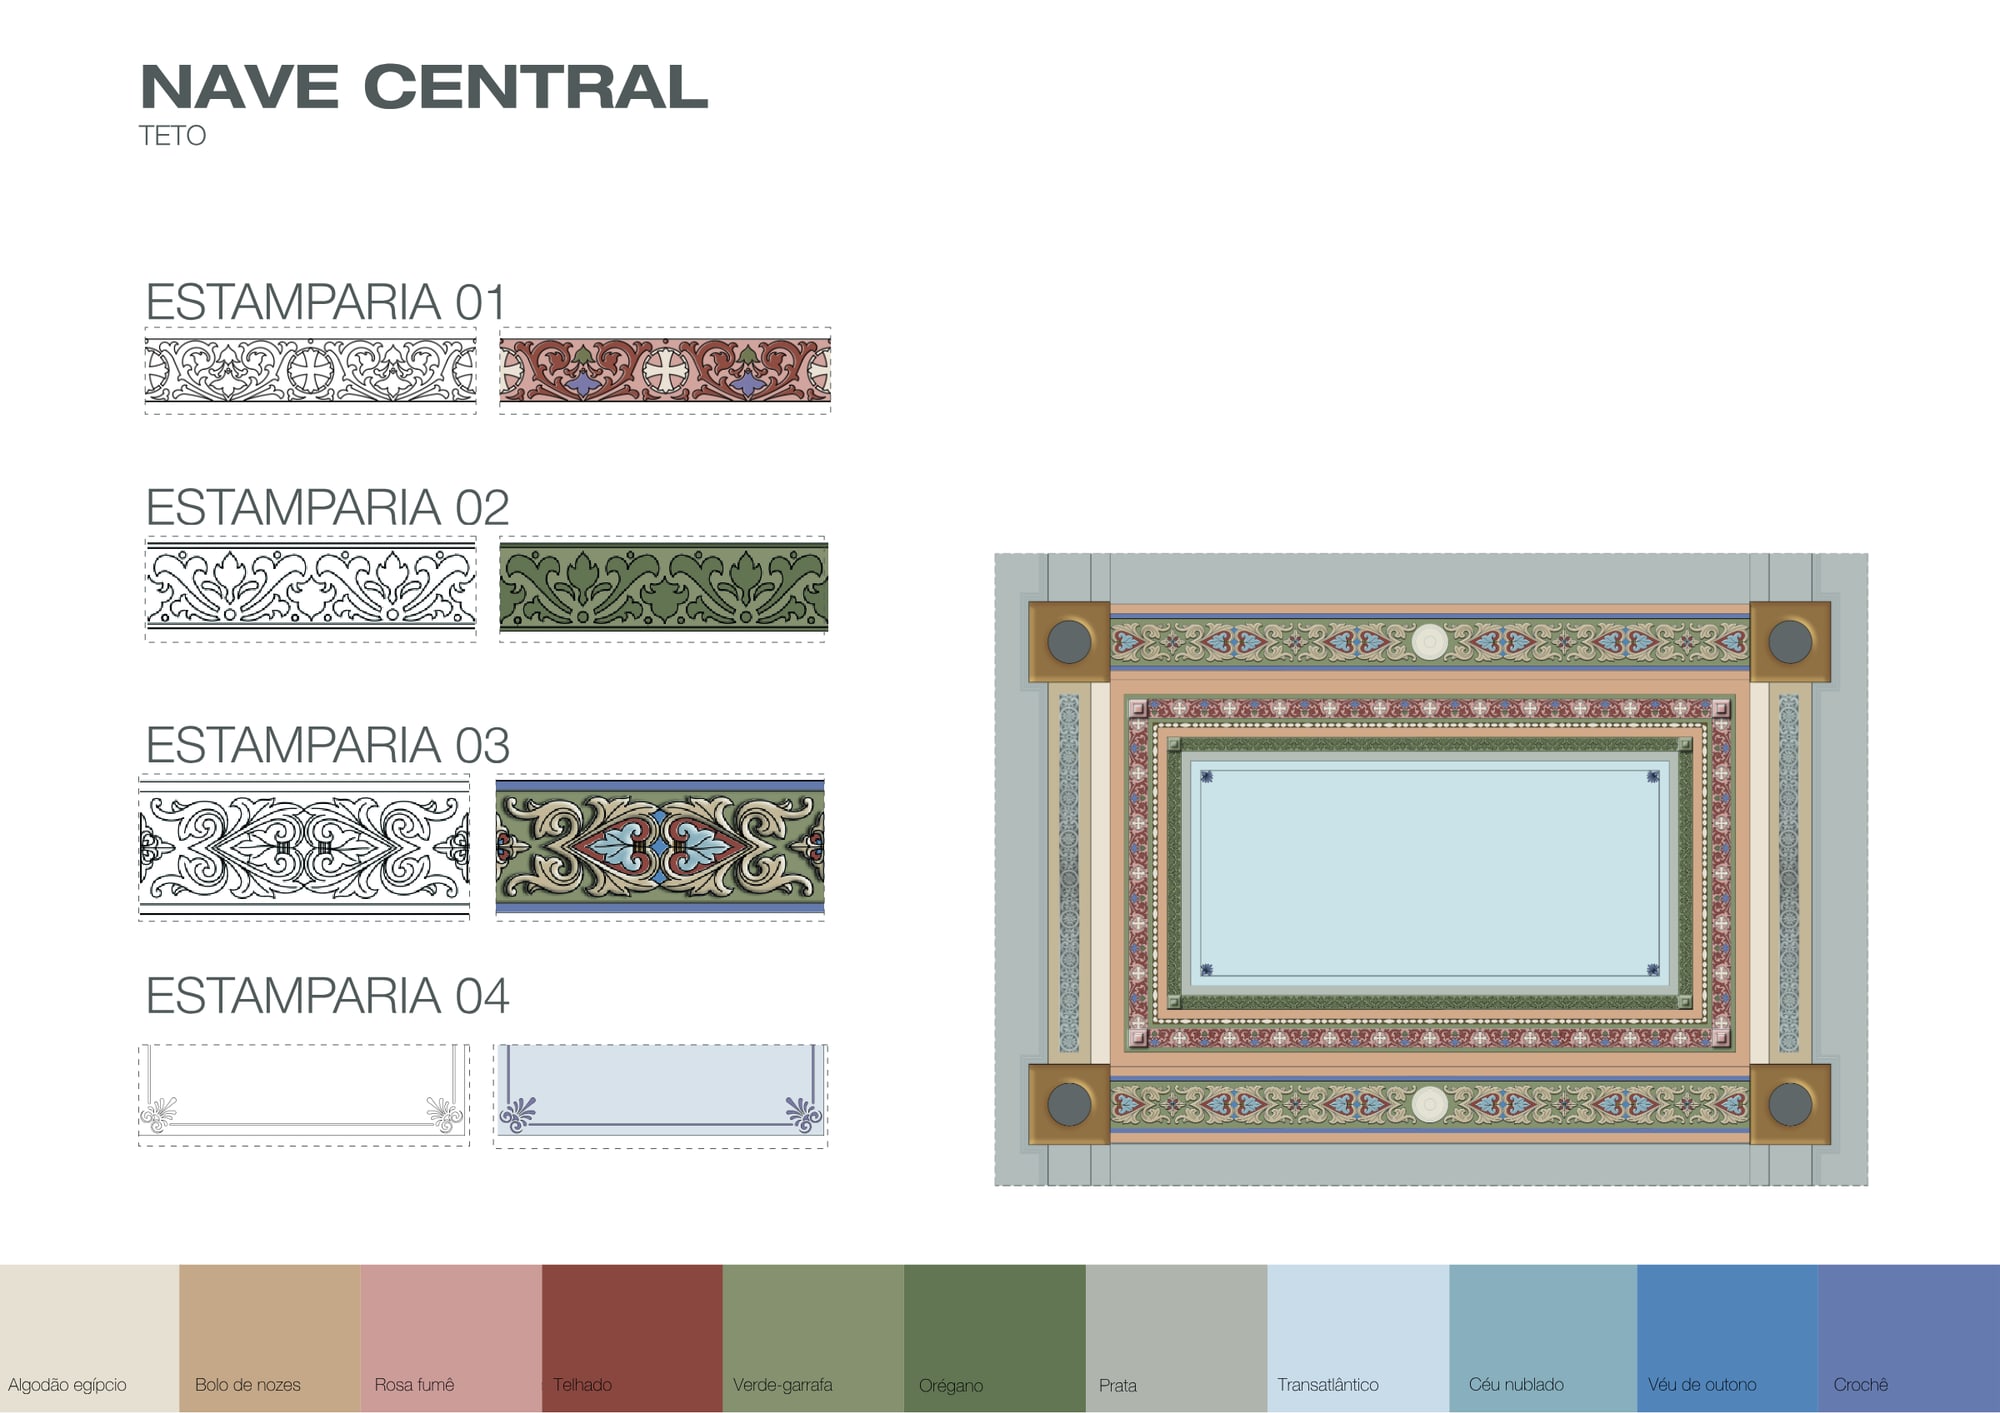 NAVE CENTRAL
TETO
ESTAMPARIA 01
ESTAMPARIA 02
ESTAMPARIA 03
ESTAMPARIA 04
Algodão egípcio
Bolo de nozes
Rosa fumê
Telhado
Verde-garrafa
Orégano
Prata
Transatlântico
Céu nublado
Véu de outono
Crochê